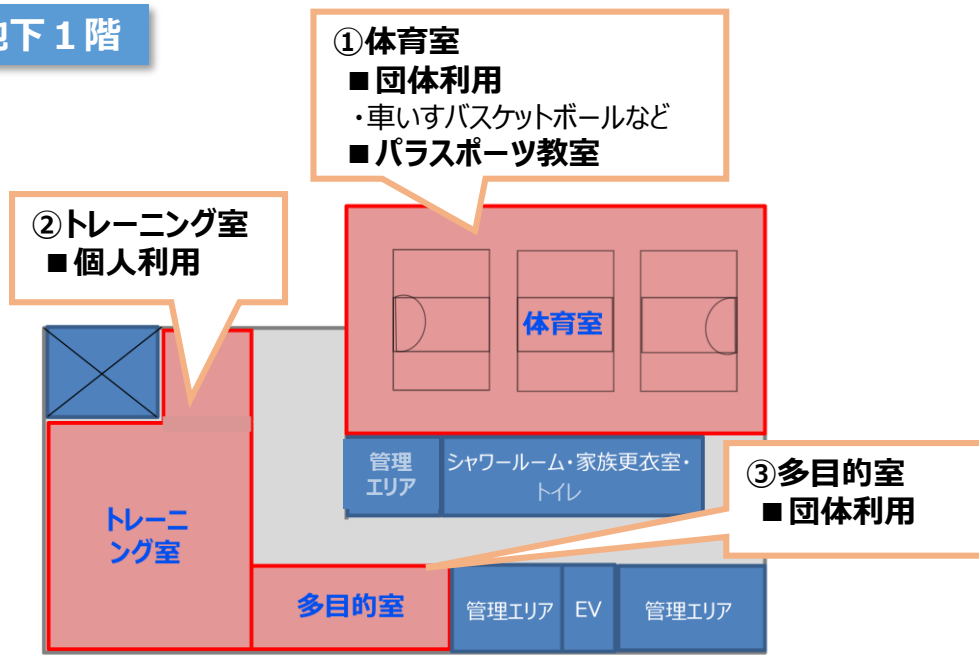 地下１階
①体育室
■団体利用
・車いすバスケットボールなど
■パラスポーツ教室
②トレーニング室
■個人利用
体育室
管理
エリア
シャワールーム・家族更衣室・
トイレ
③多目的室
■団体利用
トレーニ
ング室
多目的室
管理エリア
EV
管理エリア